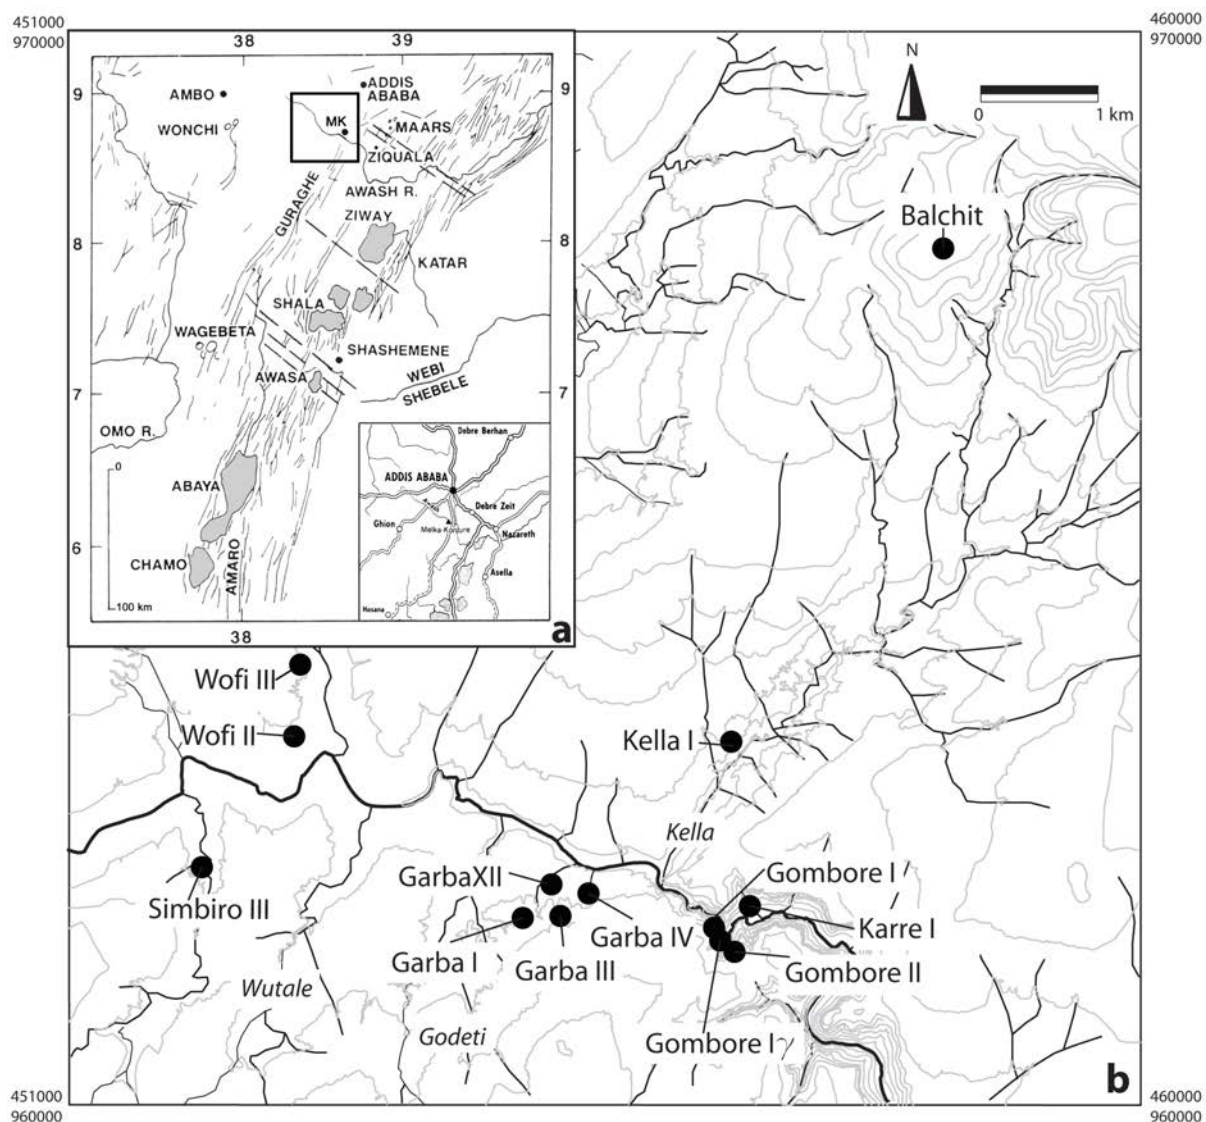 451000
970000
460000
970000
38
39
9
9
AMBO
ADDIS
ABABA
MK
MAARS
WONCHI
ZIQUALA
AWASH R.
GURAGHE
ZIWAY
8
8
KATAR
SHALA
WAGEBETA
SHASHEMENE
AWASA
WEBI
SHEBELE
7
7
OMO R.
0
ABAYA
6
CHAMO
AMARO
100 km
38
a
Debre Berhan
ADDIS ABABA
Debre Zeit
Ghion
Melka-Konture
Nazareth
Asella
Hosana
N
0
1 km
Balchit
Wofi III
Wofi II
Kella I
Kella
GarbaXII
Gombore I
Simbiro III
Karre I
Garba IV
Garba I
Garba III
Gombore II
Wutale
Godeti
Gombore Iγ
b
451000
960000
460000
960000